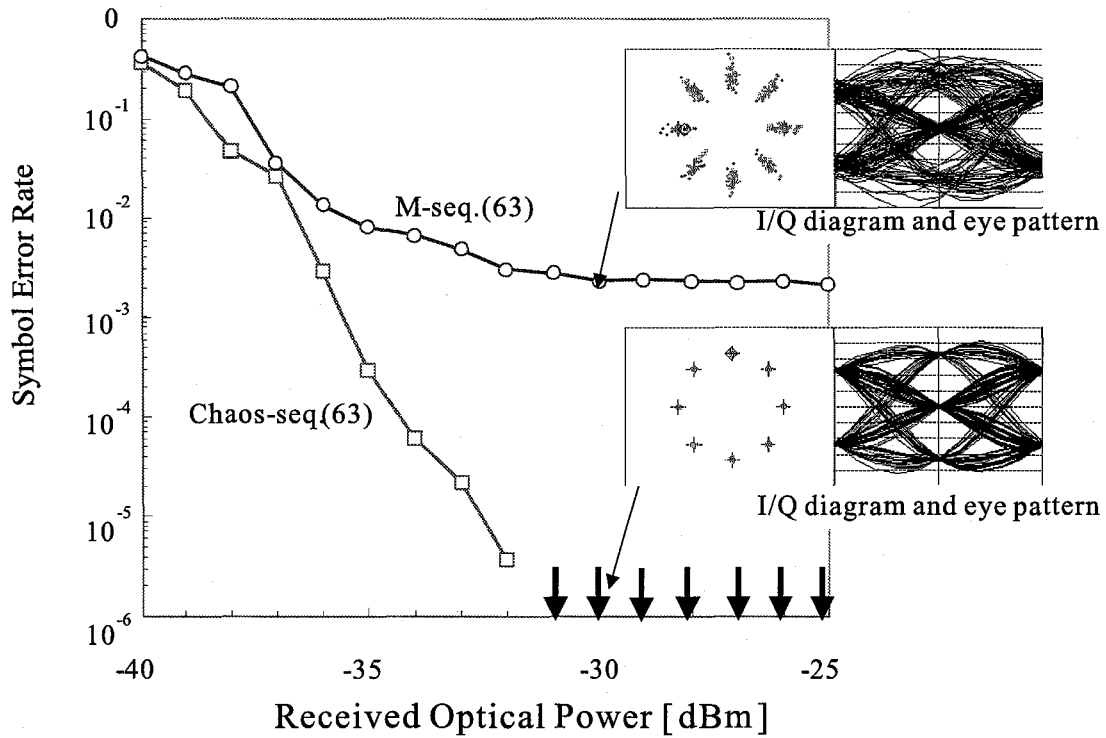 0
10-1
10-2
10-3
10-4
10-5
10-6
-40
-35
-30
-25
Symbol Error Rate
Received Optical Power [dBm]
M-seq.(63)
Chaos-seq.(63)
I/Q diagram and eye pattern
I/Q diagram and eye pattern